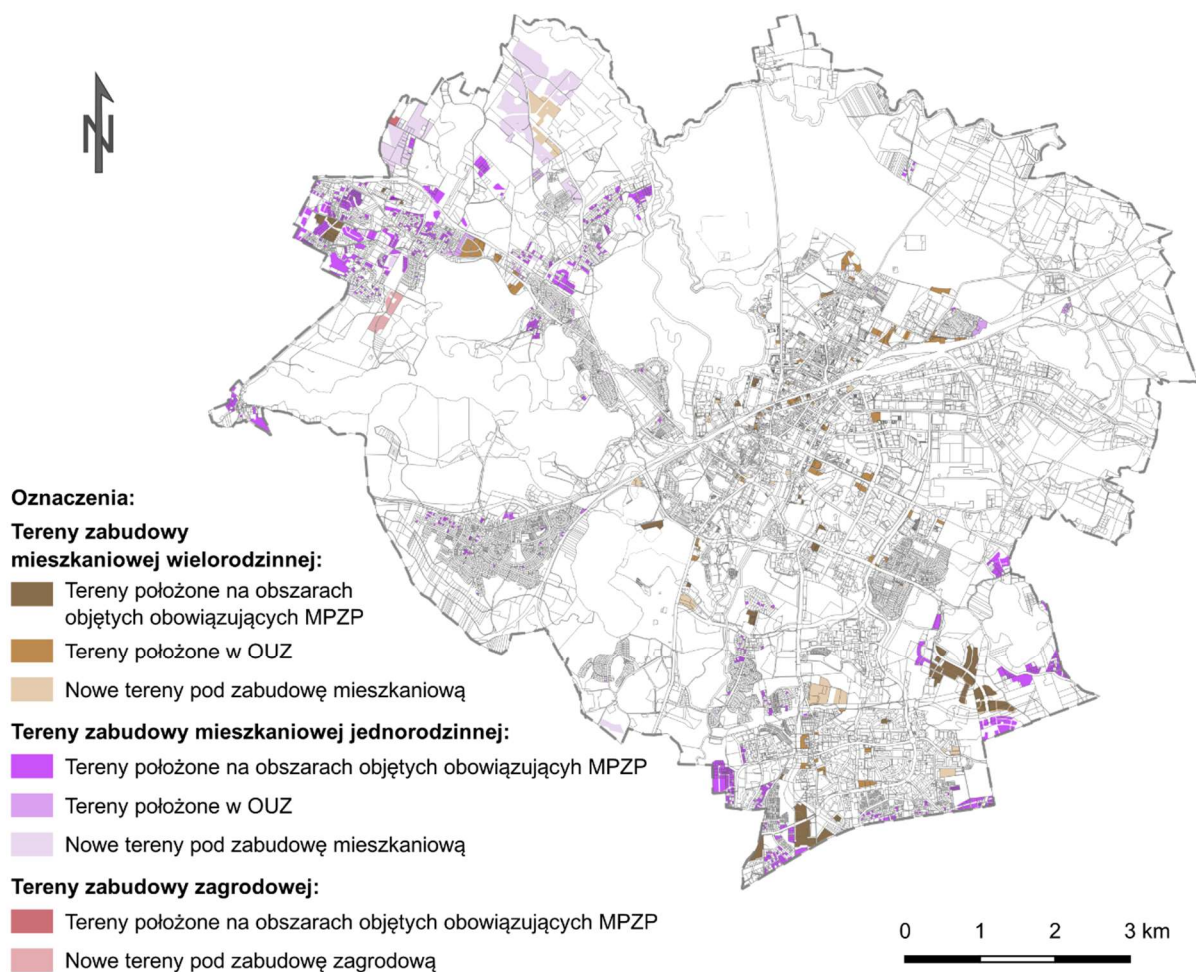 N
Oznaczenia:
Tereny zabudowy
mieszkaniowej wielorodzinnej:
Tereny położone na obszarach
objętych obowiązujących MPZP
Tereny położone w OUZ
Nowe tereny pod zabudowę mieszkaniową
Tereny zabudowy mieszkaniowej jednorodzinnej:
Tereny położone na obszarach objętych obowiązującyh MPZP
Tereny położone w OUZ
Nowe tereny pod zabudowę mieszkaniową
Tereny zabudowy zagrodowej:
Tereny położone na obszarach objętych obowiązujących MPZP
Nowe tereny pod zabudowę zagrodową
0 1 2 3 km